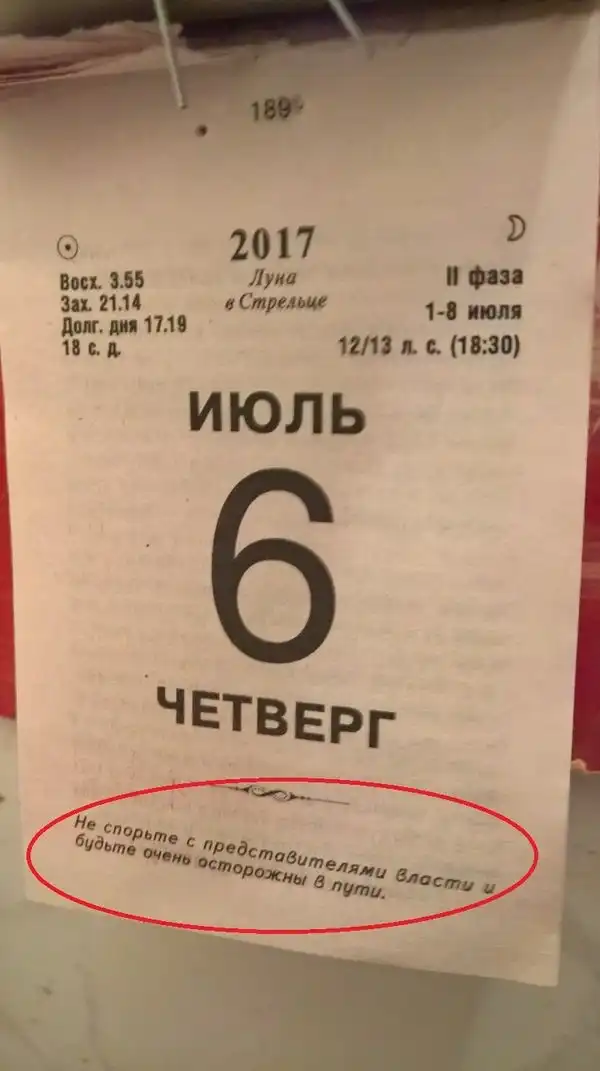 1899
2017
Восх. 3.55
Зах. 21.14
Долг. дня 17.19
18 с. д.
Луна
в Стрельце
II фаза
1-8 июля
12/13 л. с. (18:30)
ИЮЛЬ
6
ЧЕТВЕРГ
Не спорьте с представителями власти и
будьте очень осторожны в пути.